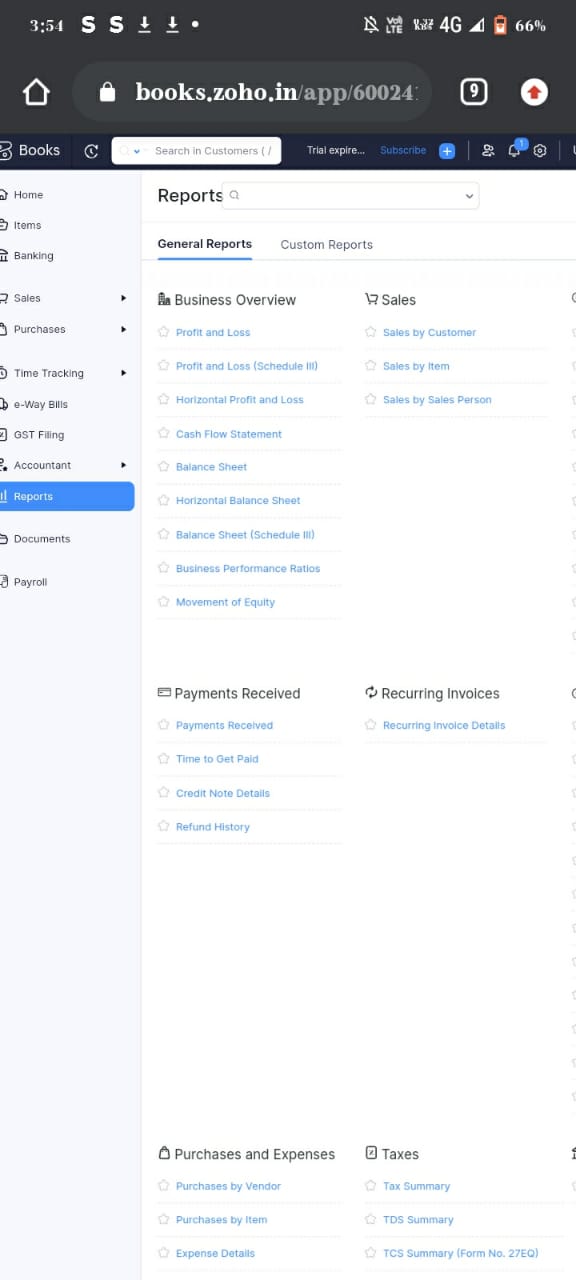 3:54 S S VoI LTE 0.32 KBS 4G 66%
books.zoho.in/app/60024
9
Books
Search in Customers ( /
Trial expire... Subscribe
1
Home
Items
Banking
Sales
Purchases
Time Tracking
e-Way Bills
GST Filing
Accountant
Reports
Documents
Payroll
Reports
General Reports Custom Reports
Business Overview
Profit and Loss
Profit and Loss (Schedule III)
Horizontal Profit and Loss
Cash Flow Statement
Balance Sheet
Horizontal Balance Sheet
Balance Sheet (Schedule III)
Business Performance Ratios
Movement of Equity
Sales
Sales by Customer
Sales by Item
Sales by Sales Person
Payments Received
Payments Received
Time to Get Paid
Credit Note Details
Refund History
Recurring Invoices
Recurring Invoice Details
Purchases and Expenses
Purchases by Vendor
Purchases by Item
Expense Details
Taxes
Tax Summary
TDS Summary
TCS Summary (Form No. 27EQ)